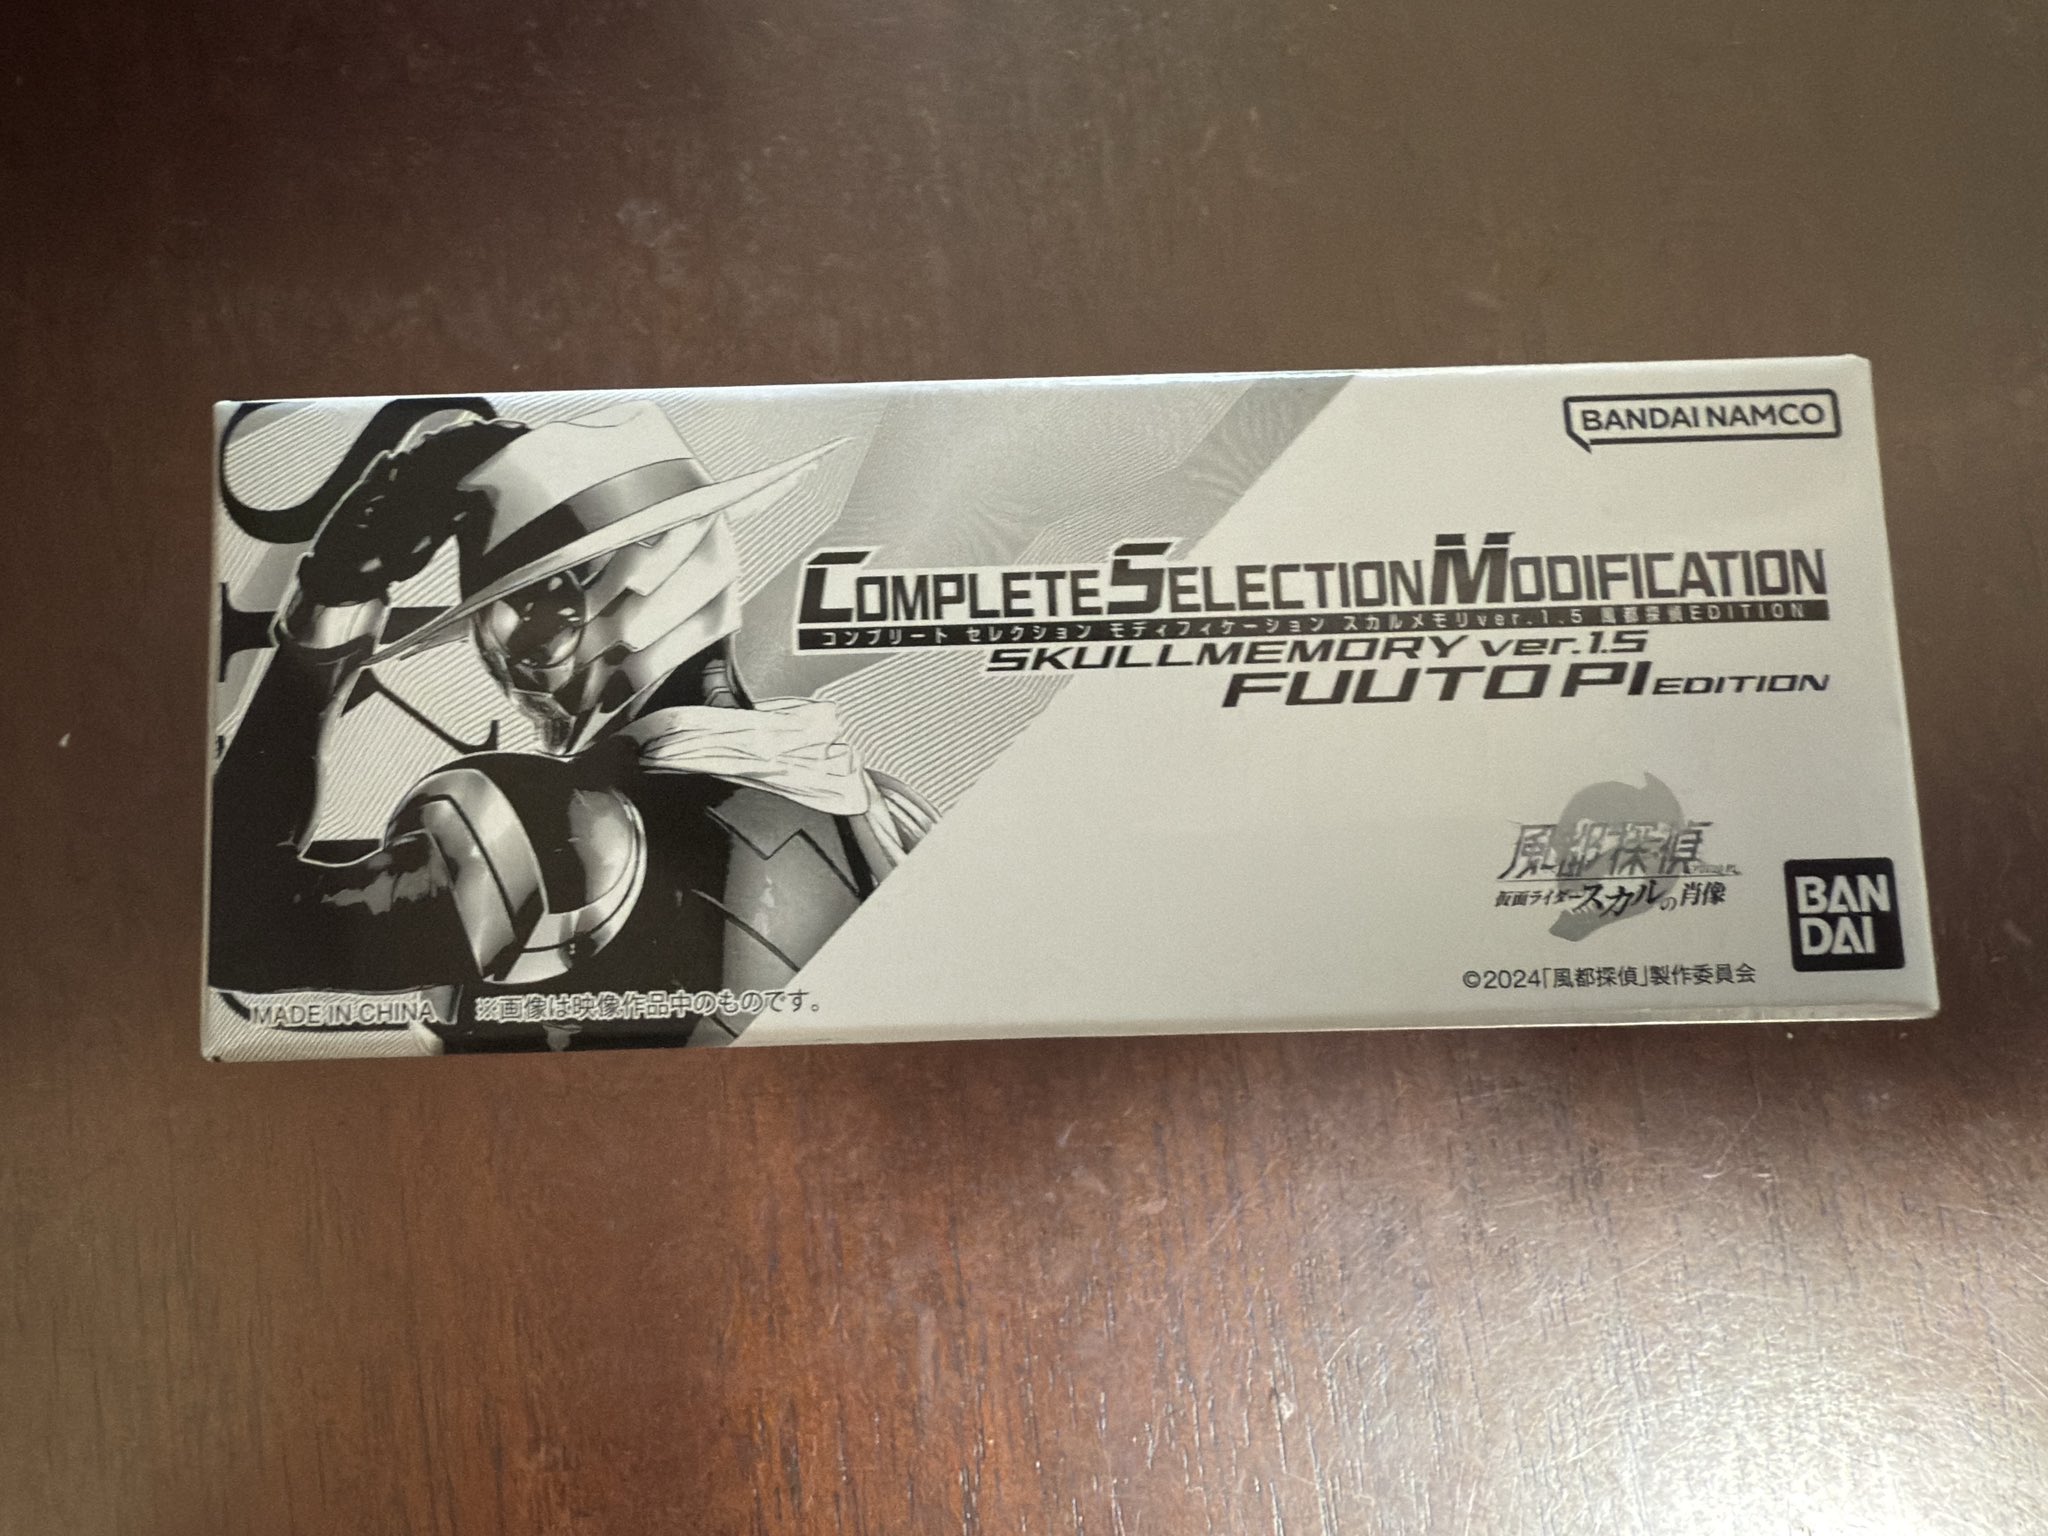 BANDAI NAMCO
COMPLETE SELECTION MODIFICATION
コンプリート セレクション モディフィケーション スカルメモリver.1.5 風都探偵EDITION
SKULLMEMORY ver.1.5
FUUTO PI EDITION
風都探偵
仮面ライダースカルの肖像
BAN
DAI
©2024「風都探偵」製作委員会
MADE IN CHINA ※画像は映像作品中のものです。